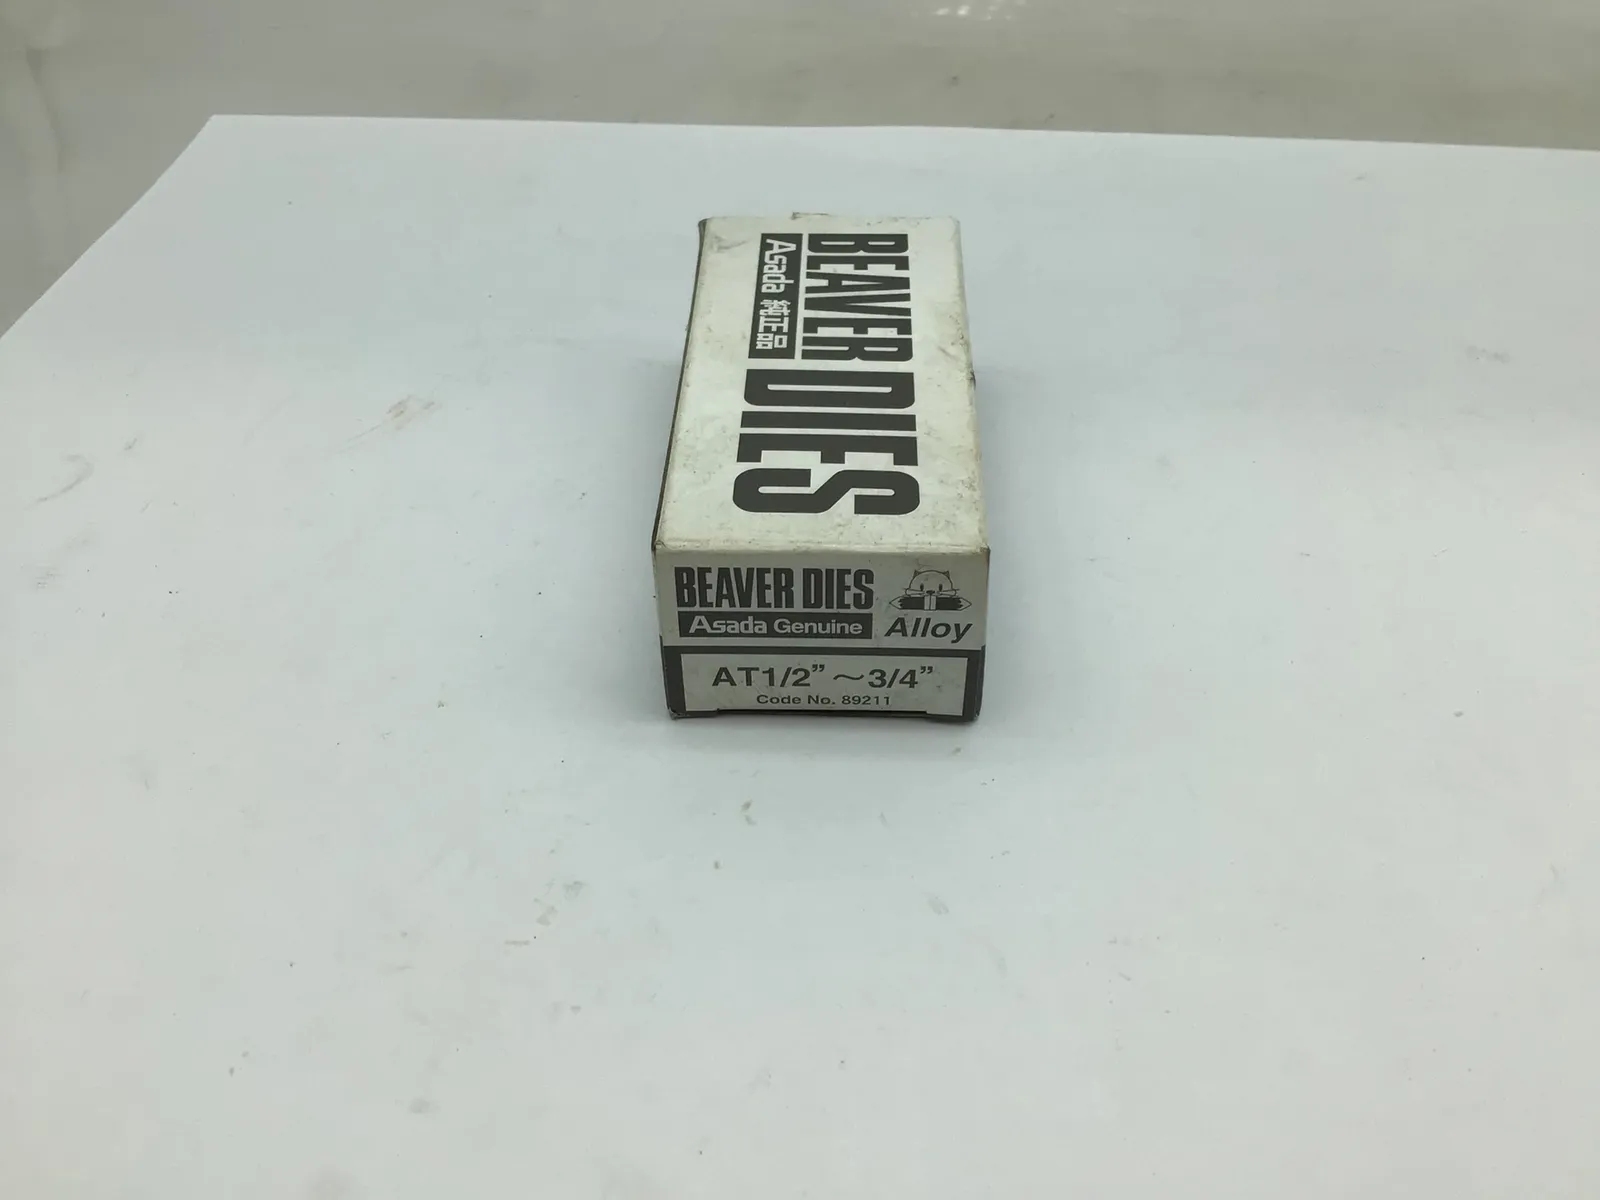 BEAVER DIES
Asada 純正品
BEAVER DIES
Asada Genuine
Alloy
AT1/2” ～3/4”
Code No. 89211